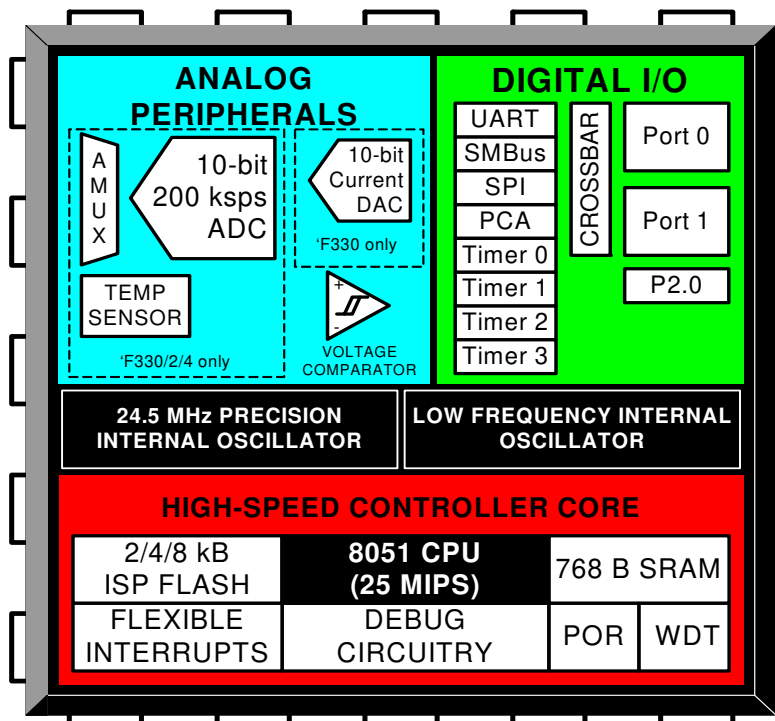 ANALOG
PERIPHERALS
AMUX
10-bit
200 ksps
ADC
10-bit
Current
DAC
‘F330 only
TEMP
SENSOR
‘F330/2/4 only
+
-
VOLTAGE
COMPARATOR
DIGITAL I/O
UART
SMBus
SPI
PCA
Timer 0
Timer 1
Timer 2
Timer 3
CROSSBAR
Port 0
Port 1
P2.0
24.5 MHz PRECISION
INTERNAL OSCILLATOR
LOW FREQUENCY INTERNAL
OSCILLATOR
HIGH-SPEED CONTROLLER CORE
2/4/8 kB
ISP FLASH
8051 CPU
(25 MIPS)
768 B SRAM
FLEXIBLE
INTERRUPTS
DEBUG
CIRCUITRY
POR
WDT